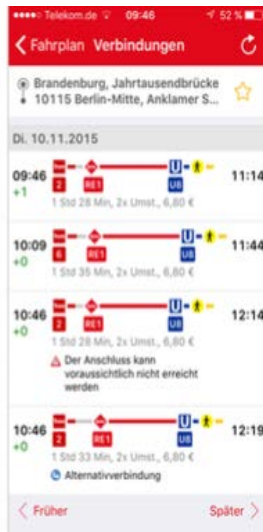 Telekom.de 09:46 52 %
Fahrplan Verbindungen
Brandenburg, Jahrtausendbrücke
10115 Berlin-Mitte, Anklamer S...
Di. 10.11.2015
09:46 U 11:14
+1 2 RE1 U8
1 Std 28 Min, 2x Umst., 6,80 €
10:09 U 11:44
+0 6 RE1 U8
1 Std 35 Min, 2x Umst., 6,80 €
10:46 U 12:14
+0 2 RE1 U8
1 Std 28 Min, 2x Umst., 6,80 €
Der Anschluss kann
voraussichtlich nicht erreicht
werden
10:46 U 12:19
+0 2 RE1 U8
1 Std 33 Min, 2x Umst., 6,80 €
Alternativverbindung
Früher Später